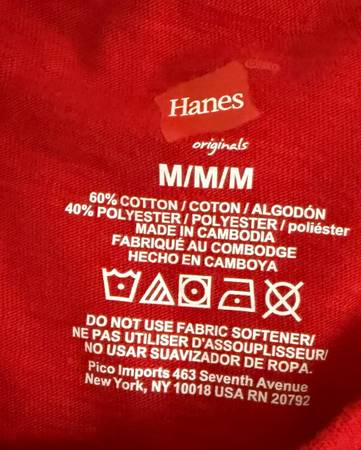 Hanes
originals
M/M/M
60% COTTON / COTON / ALGODÓN
40% POLYESTER / POLYESTER / poliéster
MADE IN CAMBODIA
FABRIQUÉ AU COMBODGE
HECHO EN CAMBOYA
DO NOT USE FABRIC SOFTENER/
NE PAS UTILISER D'ASSOUPLISSEUR/
NO USAR SUAVIZADOR DE ROPA.
Pico Imports 463 Seventh Avenue
New York, NY 10018 USA RN 20792